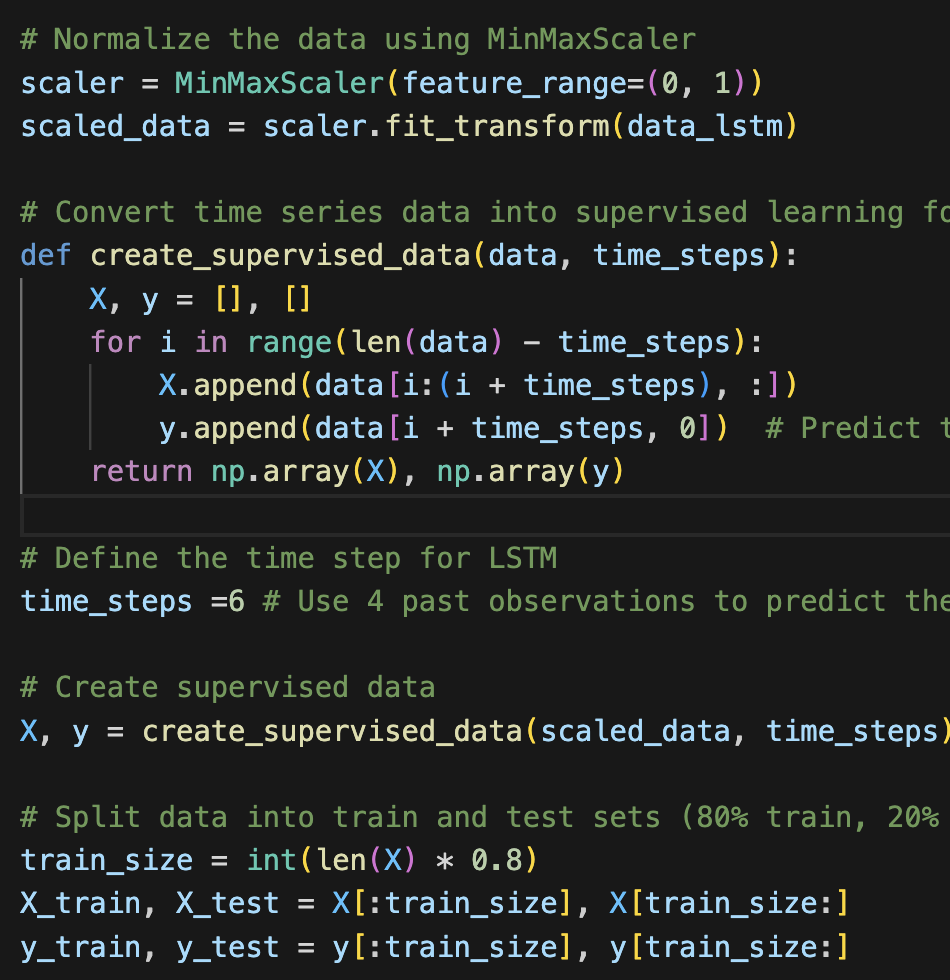 # Normalize the data using MinMaxScaler
scaler = MinMaxScaler(feature_range=(0, 1))
scaled_data = scaler.fit_transform(data_lstm)

# Convert time series data into supervised learning
def create_supervised_data(data, time_steps):
    X, y = [], []
    for i in range(len(data) - time_steps):
        X.append(data[i:(i + time_steps), :])
        y.append(data[i + time_steps, 0])  # Predict
    return np.array(X), np.array(y)

# Define the time step for LSTM
time_steps =6 # Use 4 past observations to predict the

# Create supervised data
X, y = create_supervised_data(scaled_data, time_steps)

# Split data into train and test sets (80% train, 20%
train_size = int(len(X) * 0.8)
X_train, X_test = X[:train_size], X[train_size:]
y_train, y_test = y[:train_size], y[train_size:]